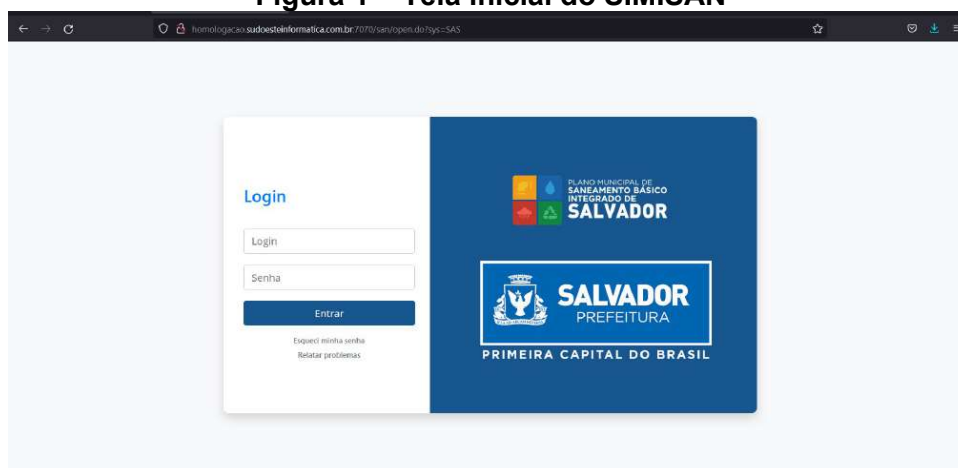 Figura 1 – Tela inicial do SIMISAN
homologacao.sudoesteinformatica.com.br:7070/san/open.do?sys=SAS
Login
Login
Senha
Entrar
Esqueci minha senha
Relatar problemas
PLANO MUNICIPAL DE
SANEAMENTO BÁSICO
INTEGRADO DE
SALVADOR
SALVADOR
PREFEITURA
PRIMEIRA CAPITAL DO BRASIL